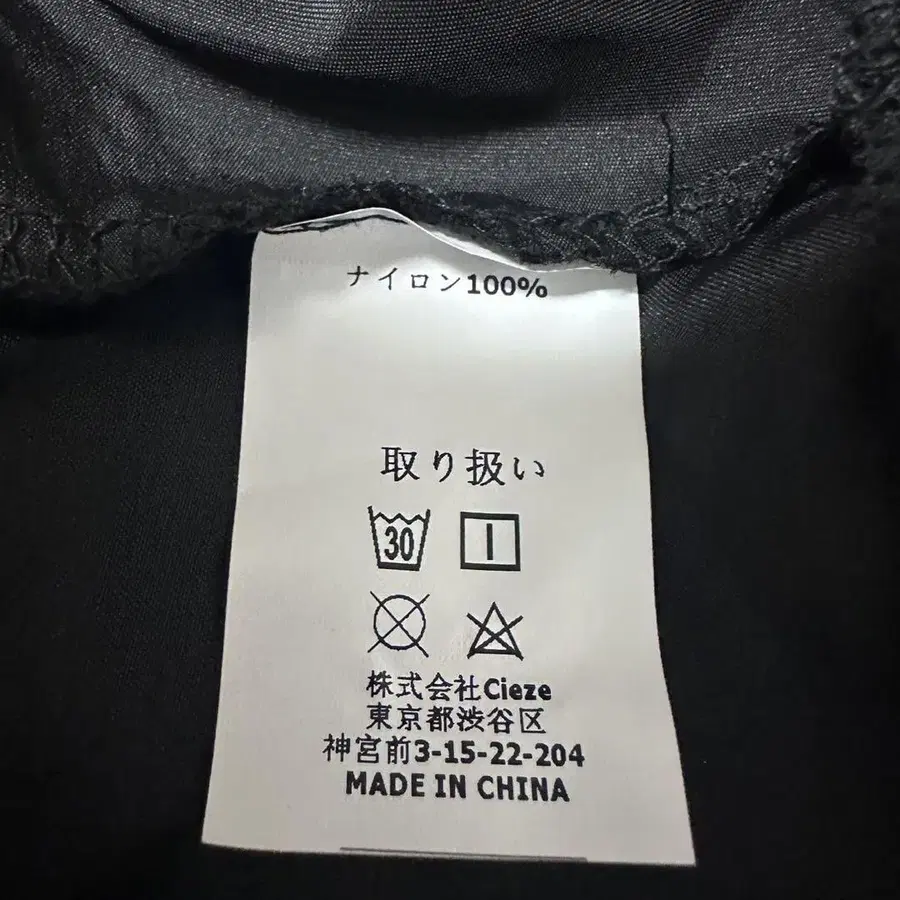 ナイロン100%
取り扱い
30
株式会社Cieze
東京都渋谷区
神宮前3-15-22-204
MADE IN CHINA